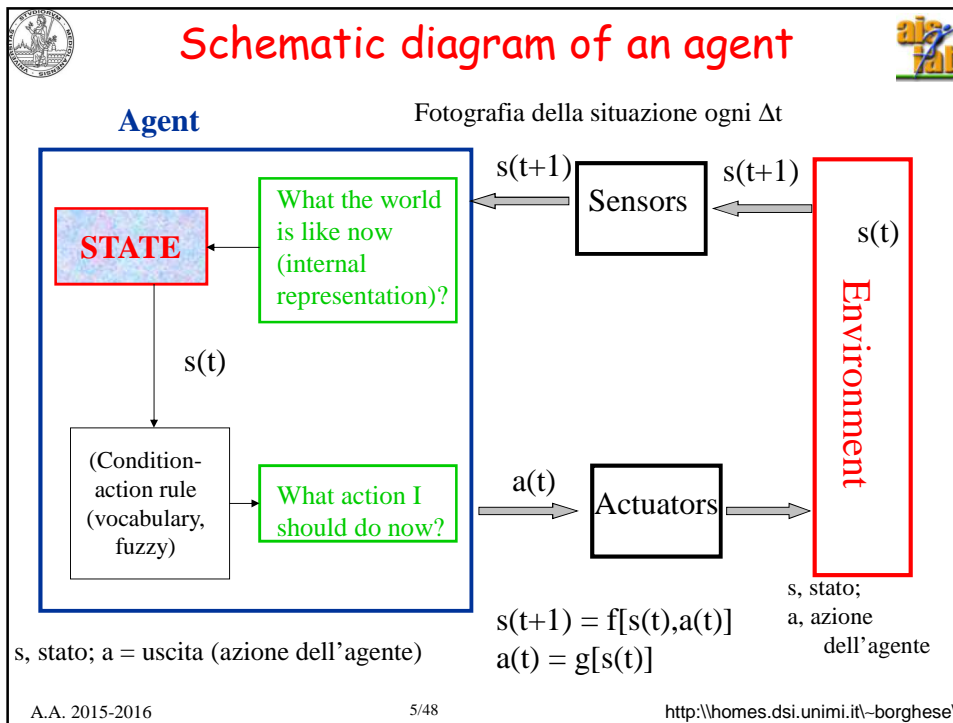 Schematic diagram of an agent
Agent
Fotografia della situazione ogni Δt
s(t+1)
s(t+1)
What the world
is like now
(internal
representation)?
Sensors
STATE
s(t)
Environment
s(t)
(Condition-
action rule
(vocabulary,
fuzzy)
What action I
should do now?
a(t)
Actuators
s, stato;
a, azione
dell'agente
s(t+1) = f[s(t),a(t)]
a(t) = g[s(t)]
s, stato; a = uscita (azione dell'agente)
A.A. 2015-2016
5/48
http:\\homes.dsi.unimi.it\~borghese\